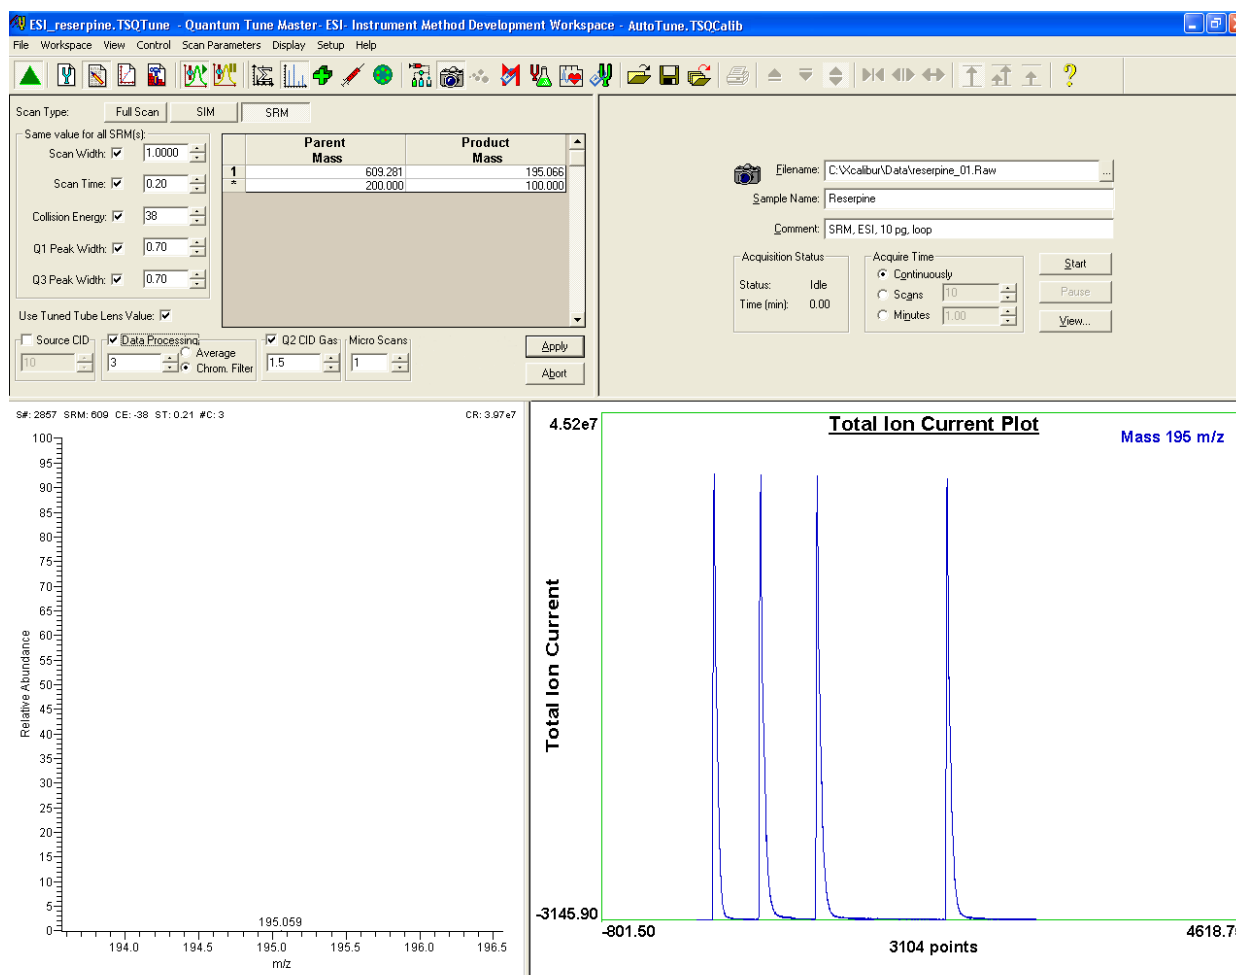 ESI_reserpine.TSQTune - Quantum Tune Master- ESI- Instrument Method Development Workspace - AutoTune.TSQCalib
File Workspace View Control Scan Parameters Display Setup Help
Scan Type: Full Scan SIM SRM
Same value for all SRM(s):
Scan Width: 1.0000
Scan Time: 0.20
Collision Energy: 38
Q1 Peak Width: 0.70
Q3 Peak Width: 0.70
Use Tuned Tube Lens Value:
Parent Mass Product Mass
1 609.281 195.066
* 200.000 100.000
Source CID
10
Data Processing
3
Average
Chrom. Filter
Q2 CID Gas
1.5
Micro Scans
1
Apply
Abort
Filename: C:\Xcalibur\Data\reserpine_01.Raw ...
Sample Name: Reserpine
Comment: SRM, ESI, 10 pg, loop
Acquisition Status
Status: Idle
Time (min): 0.00
Acquire Time
Continuously
Scans 10
Minutes 1.00
Start
Pause
View...
S#: 2857 SRM: 609 CE: -38 ST: 0.21 #C: 3 CR: 3.97e7
100
95
90
85
80
75
70
65
60
55
50
45
40
35
30
25
20
15
10
5
0
Relative Abundance
195.059
194.0 194.5 195.0 195.5 196.0 196.5
m/z
4.52e7
Total Ion Current Plot
Mass 195 m/z
Total Ion Current
-3145.90
-801.50
4618.75
3104 points